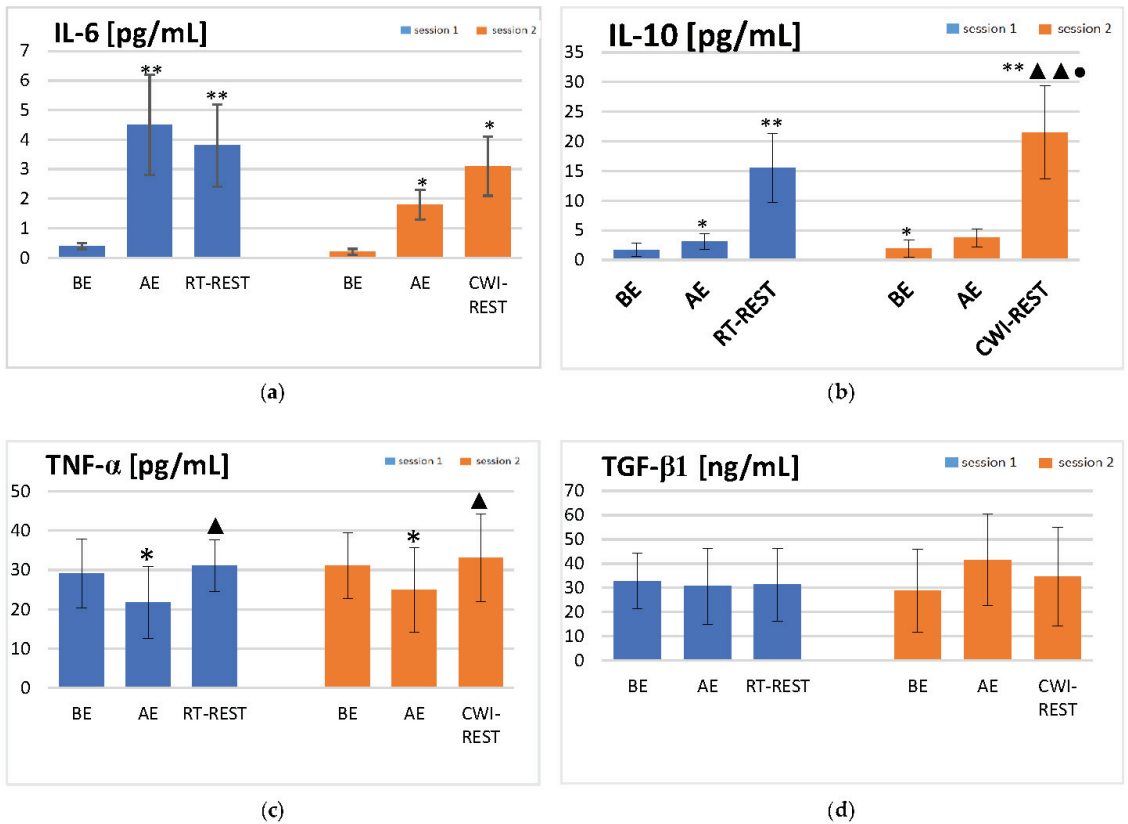 IL-6 [pg/mL]
session 1 session 2
7
6
5
4
3
2
1
0
** ** * *
BE AE RT-REST BE AE CWI-
REST
(a)
IL-10 [pg/mL]
session 1 session 2
35
30
25
20
15
10
5
0
* ** * ** ▲ ▲ ●
BE AE RT-REST BE AE CWI-REST
(b)
TNF-α [pg/mL]
session 1 session 2
50
40
30
20
10
0
* ▲ * ▲
BE AE RT-REST BE AE CWI-
REST
(c)
TGF-β1 [ng/mL]
session 1 session 2
70
60
50
40
30
20
10
0
BE AE RT-REST BE AE CWI-
REST
(d)